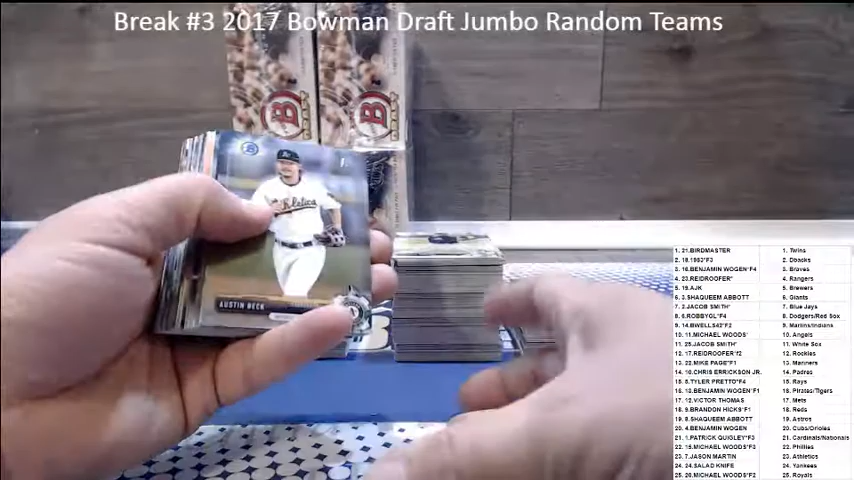 Break #3 2017 Bowman Draft Jumbo Random Teams
Athletics
AUSTIN BECK
1. 21.BIRDMASTER 1. Twins
2. 18.1983*F3 2. Dbacks
3. 16.BENJAMIN WOGEN*F4 3. Braves
4. 23.REIDROOFER* 4. Rangers
5. 19.AJK 5. Brewers
6. 3.SHAQUEEM ABBOTT 6. Giants
7. 2.JACOB SMITH* 7. Blue Jays
8. 6.ROBBYGL*F4 8. Dodgers/Red Sox
9. 14.BWELLS42*F2 9. Marlins/Indians
10. 11.MICHAEL WOODS* 10. Angels
11. 25.JACOB SMITH* 11. White Sox
12. 17.REIDROOFER*f2 12. Rockies
13. 22.MIKE PAGE*F1 13. Mariners
14. 10.CHRIS ERRICKSON JR. 14. Padres
15. 5.TYLER PRETTO*F4 15. Rays
16. 13.BENJAMIN WOGEN*F1 16. Pirates/Tigers
17. 12.VICTOR THOMAS 17. Mets
18. 9.BRANDON HICKS*F1 18. Reds
19. 8.SHAQUEEM ABBOTT 19. Astros
20. 4.BENJAMIN WOGEN 20. Cubs/Orioles
21. 1.PATRICK QUIGLEY*F3 21. Cardinals/Nationals
22. 15.MICHAEL WOODS*F3 22. Phillies
23. 7.JASON MARTIN* 23. Athletics
24. 24.SALAD KNIFE 24. Yankees
25. 20.MICHAEL WOODS*F2 25. Royals